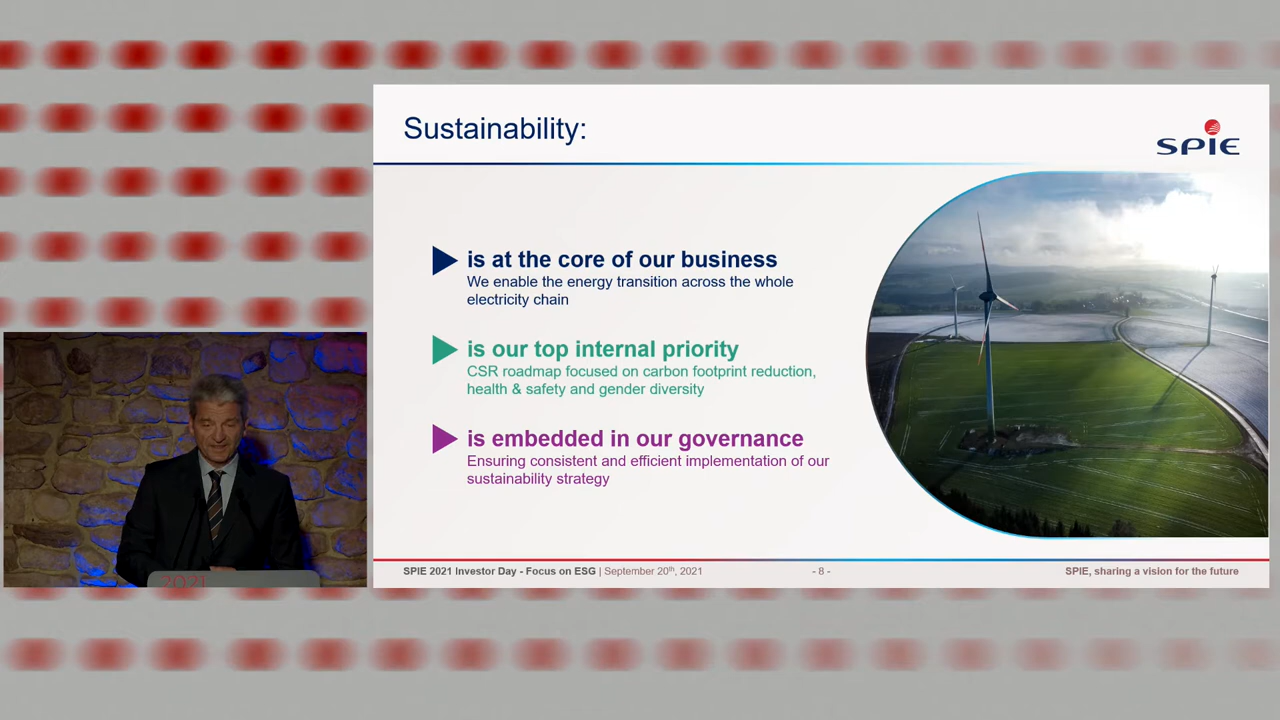 Sustainability:
SPIE
is at the core of our business
We enable the energy transition across the whole
electricity chain
is our top internal priority
CSR roadmap focused on carbon footprint reduction,
health & safety and gender diversity
is embedded in our governance
Ensuring consistent and efficient implementation of our
sustainability strategy
2021
SPIE 2021 Investor Day - Focus on ESG | September 20th, 2021
- 8 -
SPIE, sharing a vision for the future